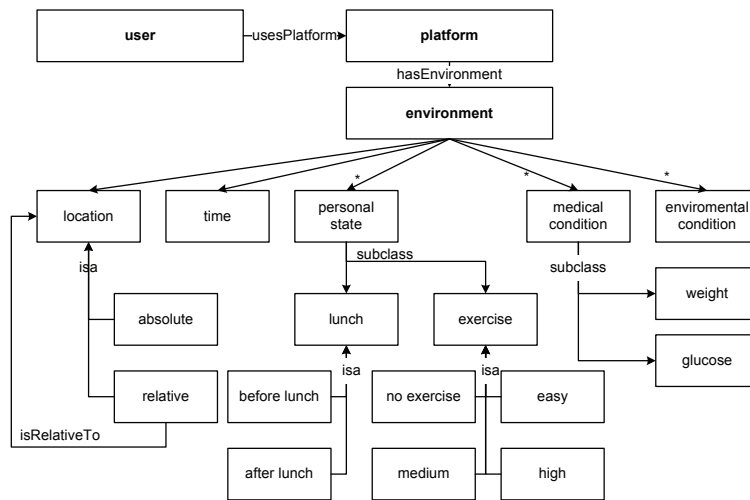 user
usesPlatform
platform
hasEnvironment
environment
*
*
*
location
time
personal
state
medical
condition
enviromental
condition
isa
subclass
subclass
absolute
lunch
exercise
weight
glucose
relative
isa
isa
before lunch
no exercise
easy
isRelativeTo
after lunch
medium
high